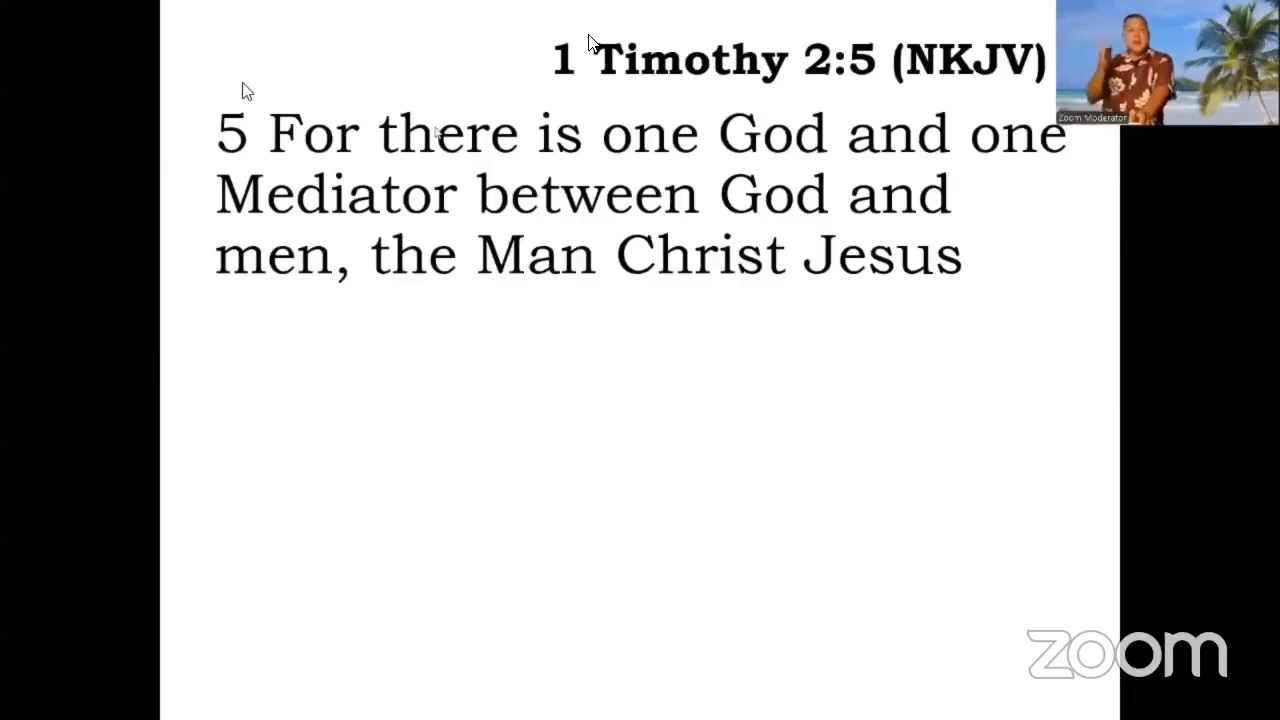 1 Timothy 2:5 (NKJV)
5 For there is one God and one
Mediator between God and
men, the Man Christ Jesus
Zoom Moderator
zoom